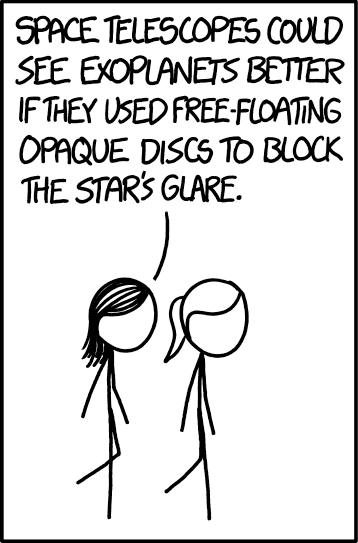 SPACE TELESCOPES COULD
SEE EXOPLANETS BETTER
IF THEY USED FREE-FLOATING
OPAQUE DISCS TO BLOCK
THE STAR'S GLARE.